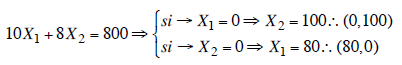 si → X₁ = 0 ⇒ X₂ = 100 ∴ (0,100)
10X₁ + 8X₂ = 800 ⇒ {
si → X₂ = 0 ⇒ X₁ = 80 ∴ (80,0)